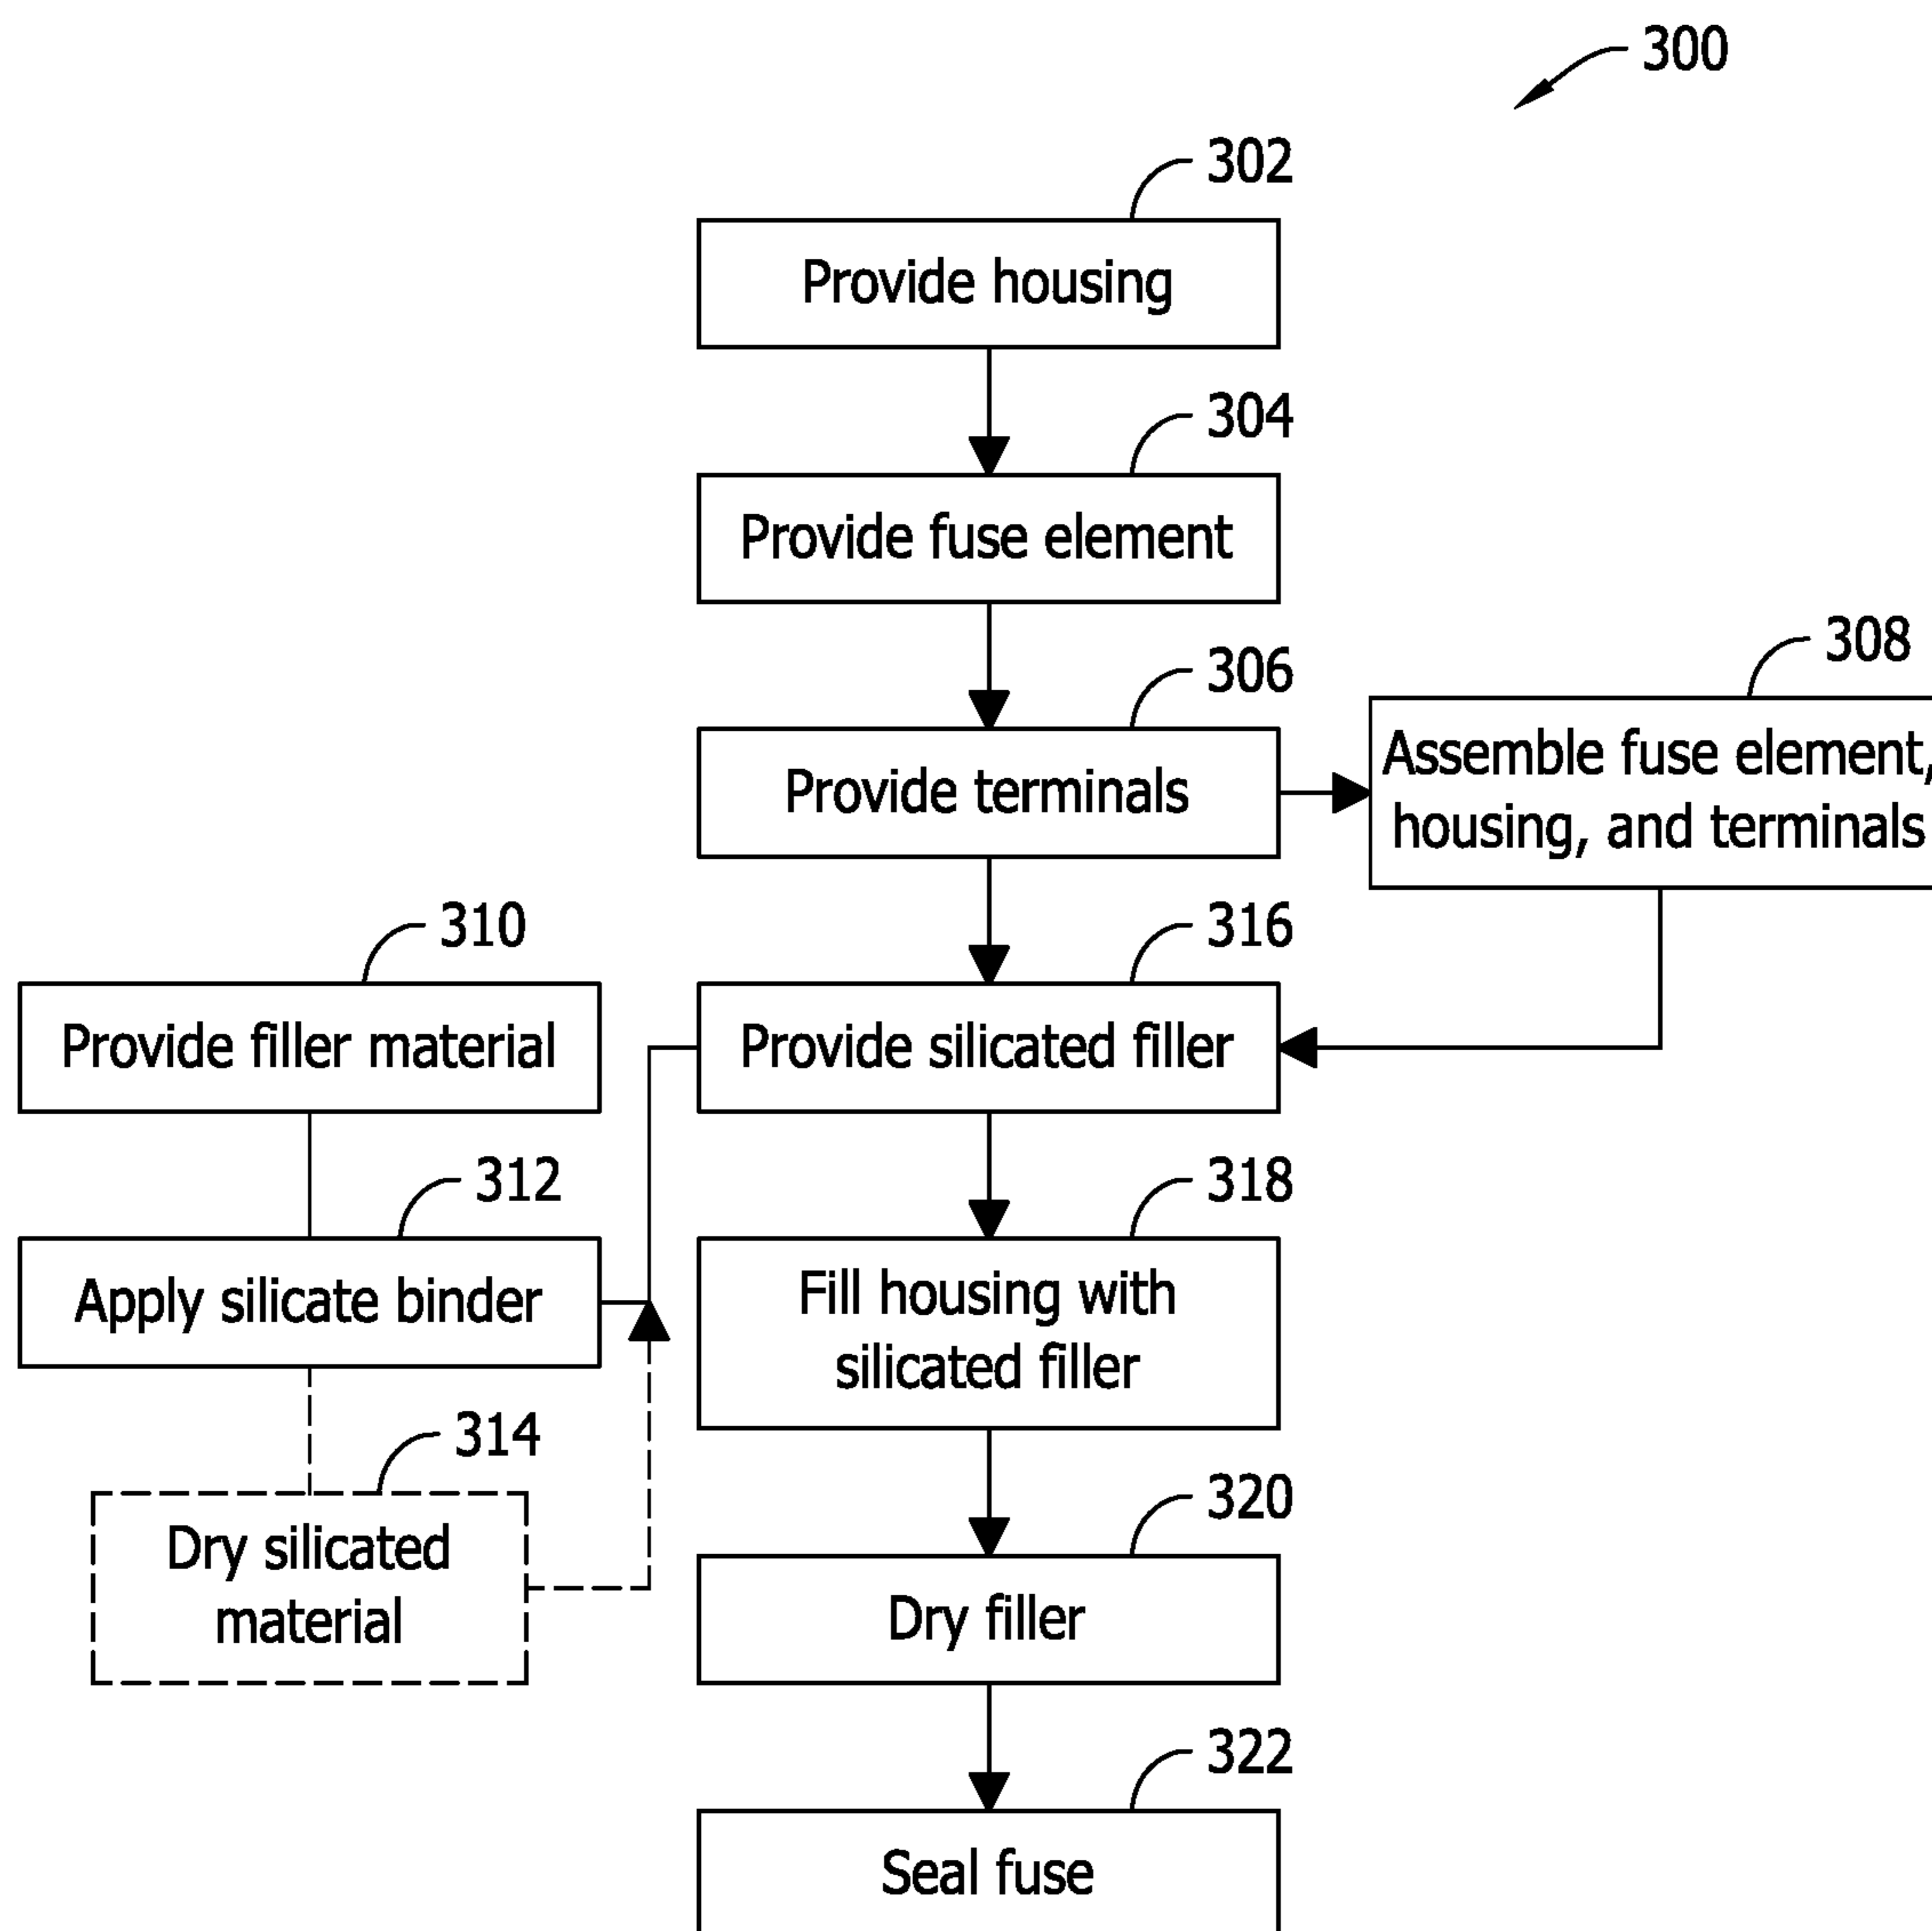 300
302
Provide housing
304
Provide fuse element
306
Provide terminals
308
Assemble fuse element,
housing, and terminals
310
Provide filler material
316
Provide silicated filler
312
Apply silicate binder
318
Fill housing with
silicated filler
314
Dry silicated
material
320
Dry filler
322
Seal fuse